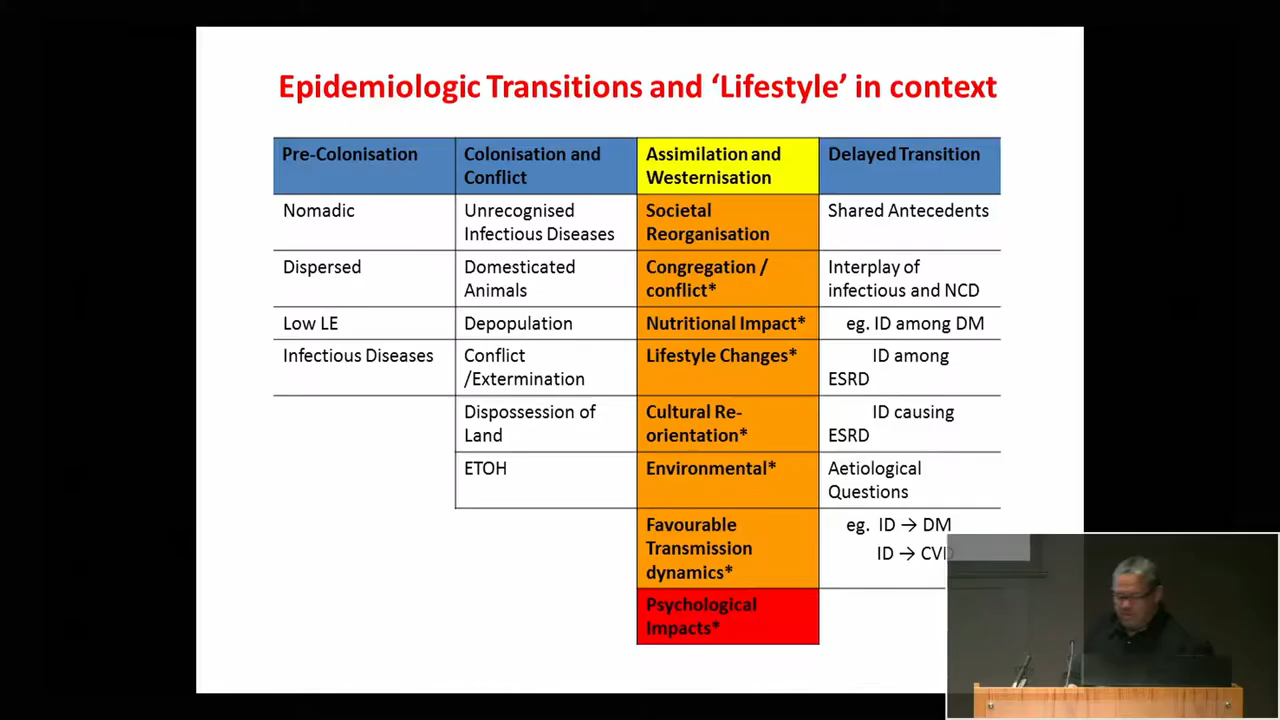 Epidemiologic Transitions and ‘Lifestyle’ in context
Pre-Colonisation
Colonisation and
Conflict
Assimilation and
Westernisation
Delayed Transition
Nomadic
Unrecognised
Infectious Diseases
Societal
Reorganisation
Shared Antecedents
Dispersed
Domesticated
Animals
Congregation /
conflict*
Interplay of
infectious and NCD
Low LE
Depopulation
Nutritional Impact*
eg. ID among DM
Infectious Diseases
Conflict
/Extermination
Lifestyle Changes*
ID among
ESRD
Dispossession of
Land
Cultural Re-
orientation*
ID causing
ESRD
ETOH
Environmental*
Aetiological
Questions
Favourable
Transmission
dynamics*
eg. ID → DM
ID → CVD
Psychological
Impacts*